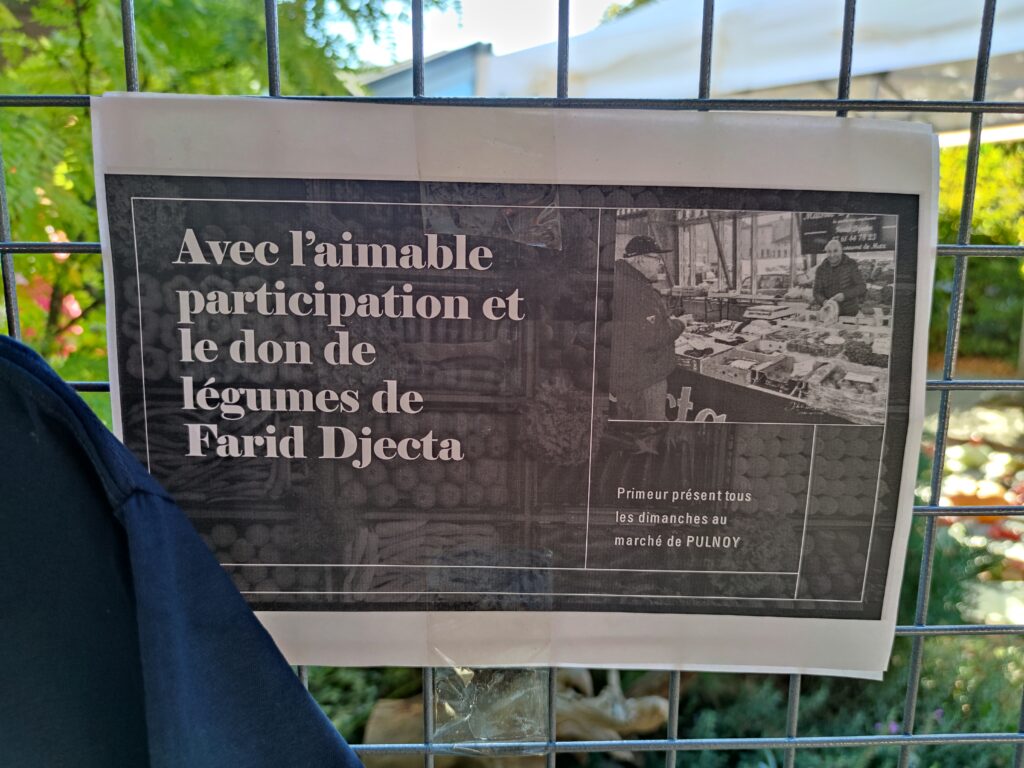 Avec l'aimable
participation et
le don de
légumes de
Farid Djecta
Primeur présent tous
les dimanches au
marché de PULNOY